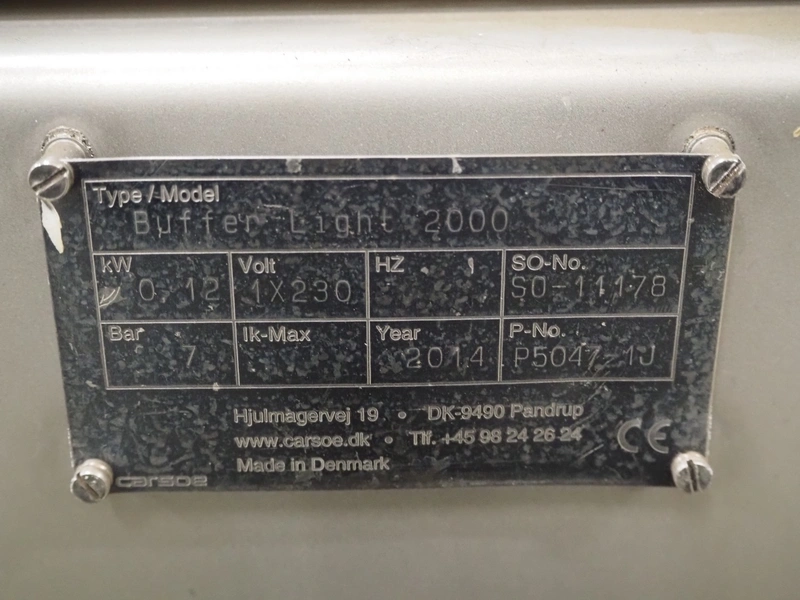 Type / Model
Buffer Light 2000
kW Volt HZ SO-No.
0.12 1X230 SO-11178
Bar Ik-Max Year P-No.
7 2014 P5047-1J
Hjulmagervej 19 • DK-9490 Pandrup
www.carsoe.dk • Tlf. +45 96 24 26 24
Made in Denmark
CE
carsoe